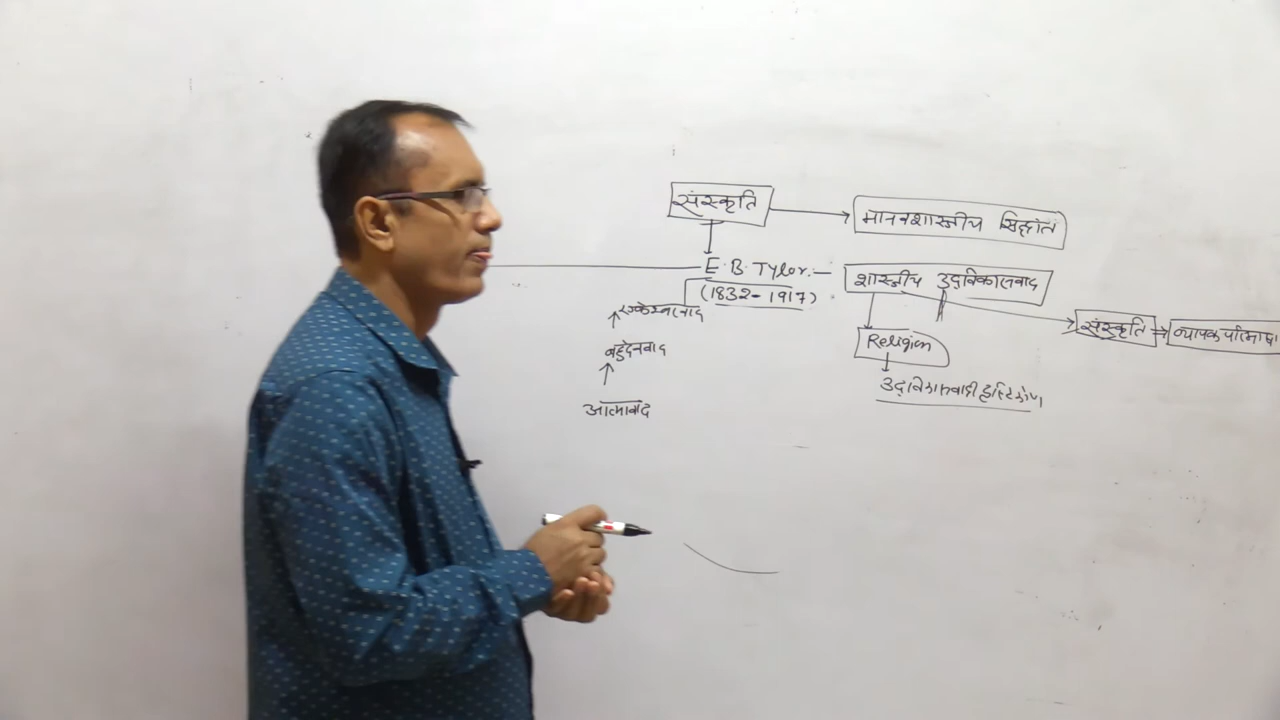 संस्कृति
मानवशास्त्रीय सिद्धांत
E. B. Tylor. —
(1832 - 1917)
शास्त्रीय उद्‌विकासवाद
एकेश्वरवाद
बहुदेववाद
आत्मावाद
Religion
उद्‌विकासवादी दृष्टिकोण
संस्कृति
व्यापक परिभाषा